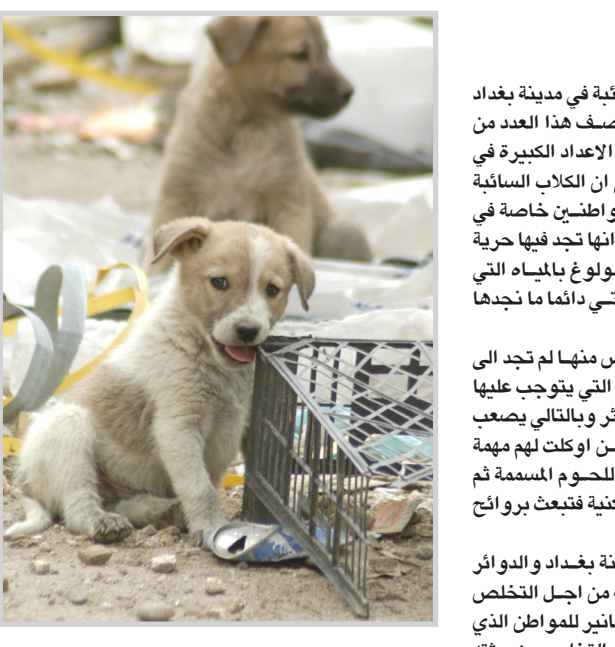 ئبة في مدينة بغداد
صف هذا العدد من
الاعداد الكبيرة في
ان الكلاب السائبة
واطنين خاصة في
انها تجد فيها حرية
ولوغ بالمياه التي
تي دائما ما نجدها
س منها لم تجد الى
التي يتوجب عليها
ثر وبالتالي يصعب
ن اوكلت لهم مهمة
للحوم المسممة ثم
كنية فتبعث بروائح
نة بغداد والدوائر
ة من اجل التخلص
انير للمواطن الذي